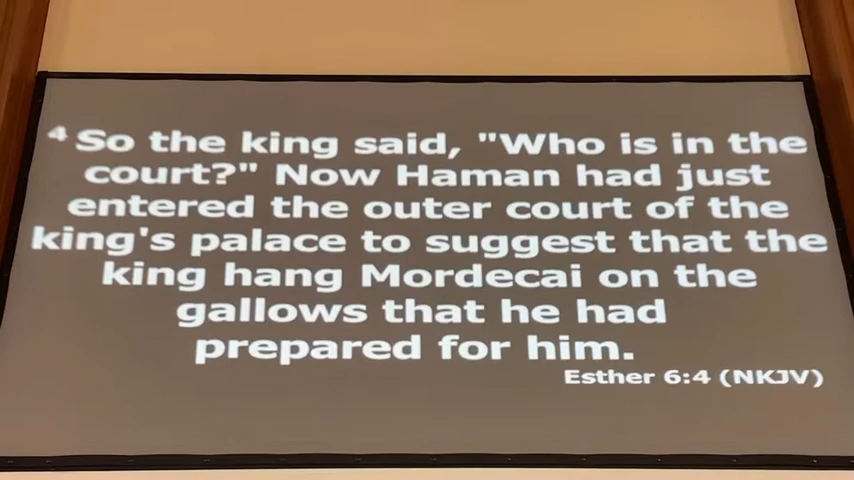 4 So the king said, "Who is in the
court?" Now Haman had just
entered the outer court of the
king's palace to suggest that the
king hang Mordecai on the
gallows that he had
prepared for him.
Esther 6:4 (NKJV)